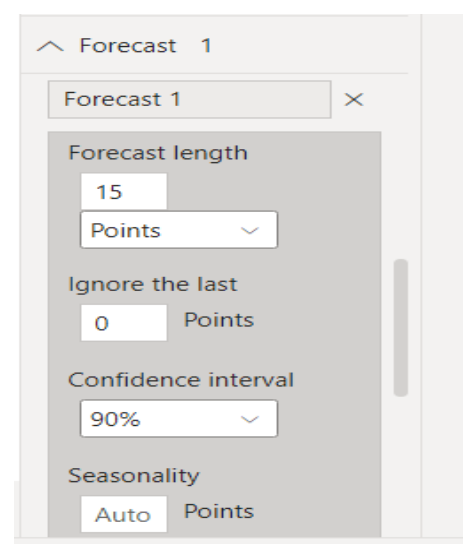 Forecast 1
Forecast 1
Forecast length
15
Points
Ignore the last
0 Points
Confidence interval
90%
Seasonality
Auto Points